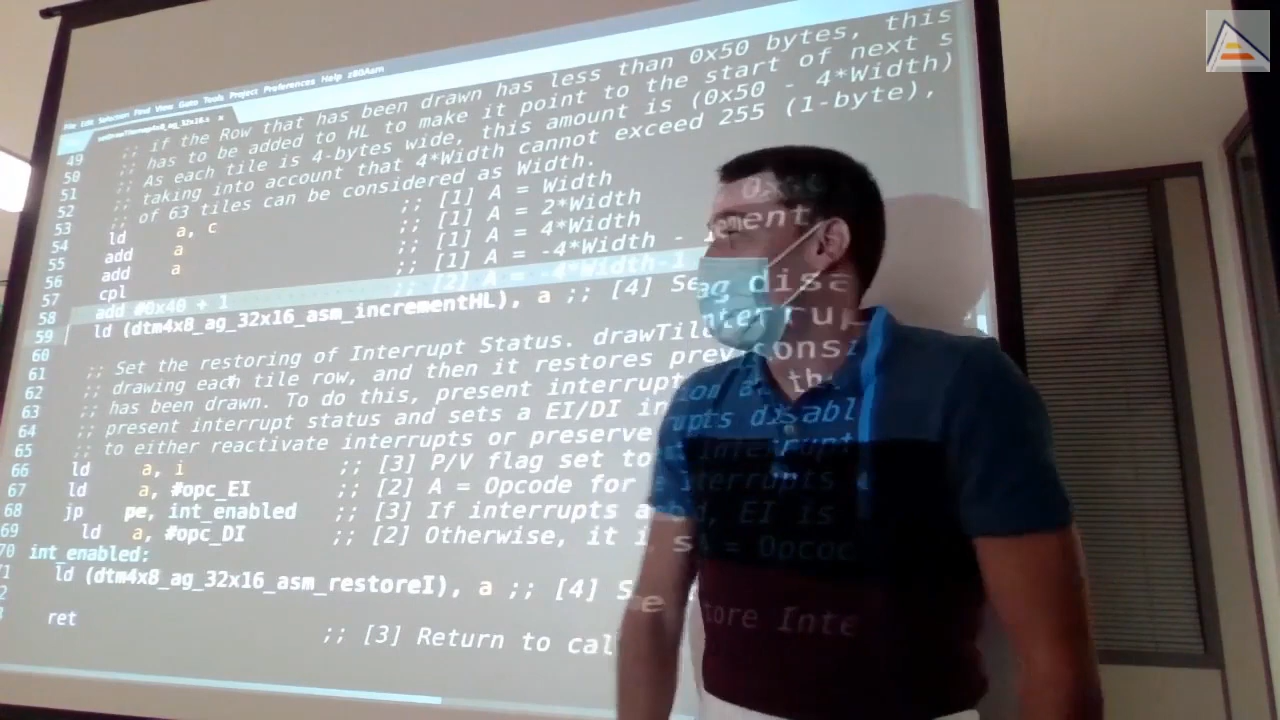 File Edit Selection Find View Goto Tools Project Preferences Help z80Asm
49 ;; if the Row that has been drawn has less than 0x50 bytes, this
50 ;; has to be added to HL to make it point to the start of next s
51 ;; As each tile is 4-bytes wide, this amount is (0x50 - 4*Width)
52 ;; taking into account that 4*Width cannot exceed 255 (1-byte),
53 ;; of 63 tiles can be considered as Width.
54 ld a, c ;; [1] A = Width
55 add a ;; [1] A = 2*Width
56 add a ;; [1] A = 4*Width
57 cpl ;; [1] A = -4*Width -
58 add #0x40 + 1 ;; [2] A = -4*Width-1
59 ld (dtm4x8_ag_32x16_asm_incrementHL), a ;; [4] Se
60
61 ;; Set the restoring of Interrupt Status. drawTil
62 ;; drawing each tile row, and then it restores prev
63 ;; has been drawn. To do this, present interrupt
64 ;; present interrupt status and sets a EI/DI in
65 ;; to either reactivate interrupts or preserve
66 ld a, i ;; [3] P/V flag set to
67 ld a, #opc_EI ;; [2] A = Opcode for
68 jp pe, int_enabled ;; [3] If interrupts a
69 ld a, #opc_DI ;; [2] Otherwise, it i
70 int_enabled:
71 ld (dtm4x8_ag_32x16_asm_restoreI), a ;; [4] S
ret ;; [3] Return to cal